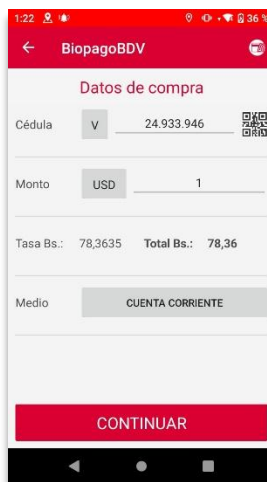 1:22 36 %
BiopagoBDV
Datos de compra
Cédula V 24.933.946
Monto USD 1
Tasa Bs.: 78,3635 Total Bs.: 78,36
Medio CUENTA CORRIENTE
CONTINUAR